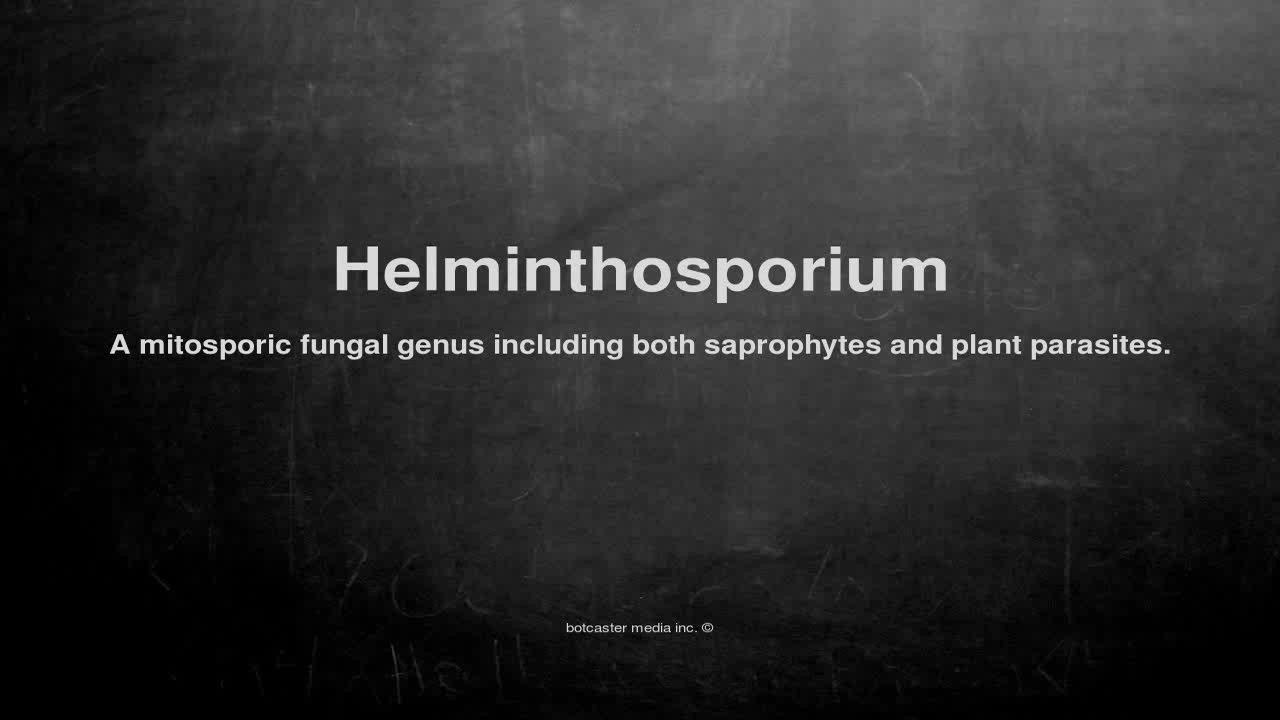 Helminthosporium
A mitosporic fungal genus including both saprophytes and plant parasites.
botcaster media inc. ©